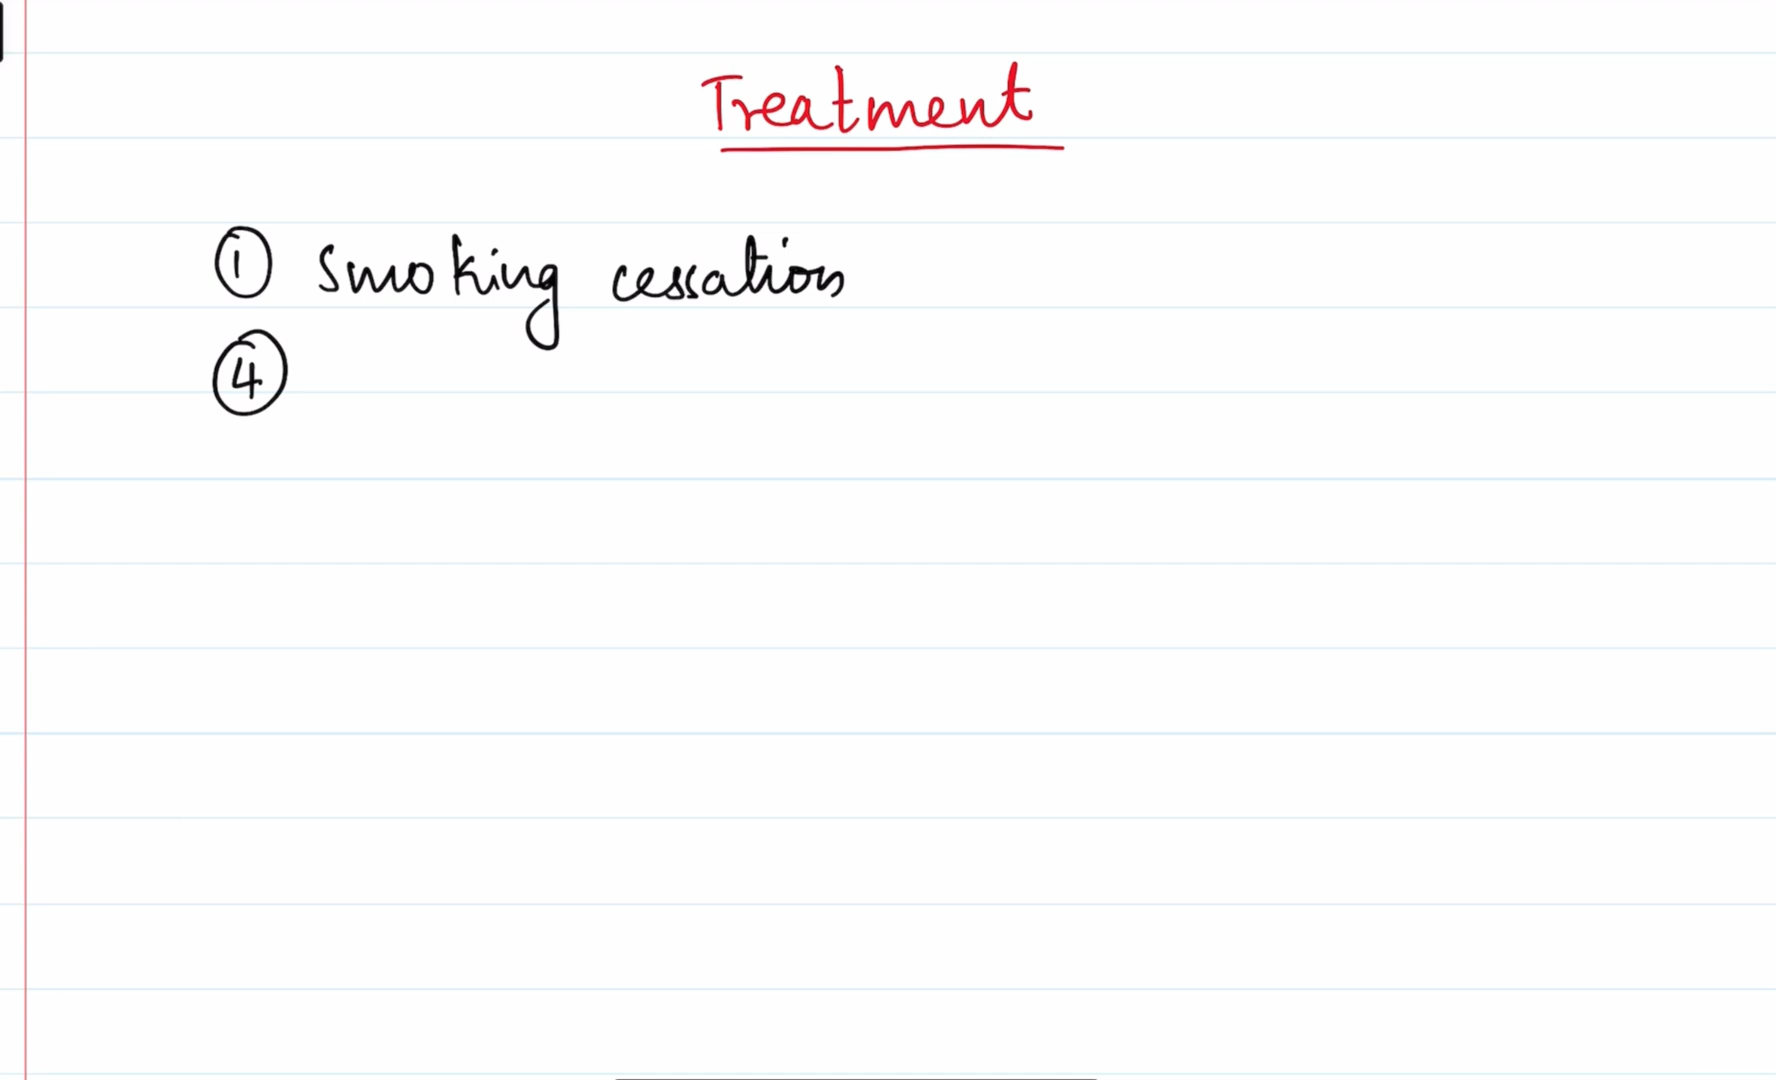 Treatment
① Smoking cessation
④